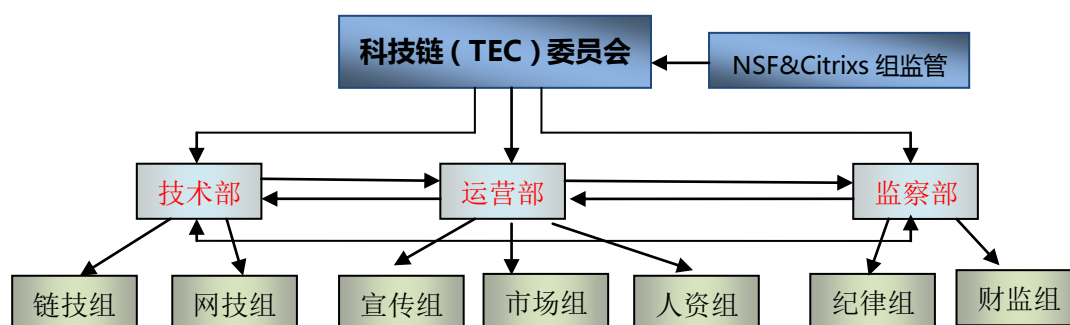 科技链（TEC）委员会
NSF&Citrixs 组监管
技术部
运营部
监察部
链技组
网技组
宣传组
市场组
人资组
纪律组
财监组